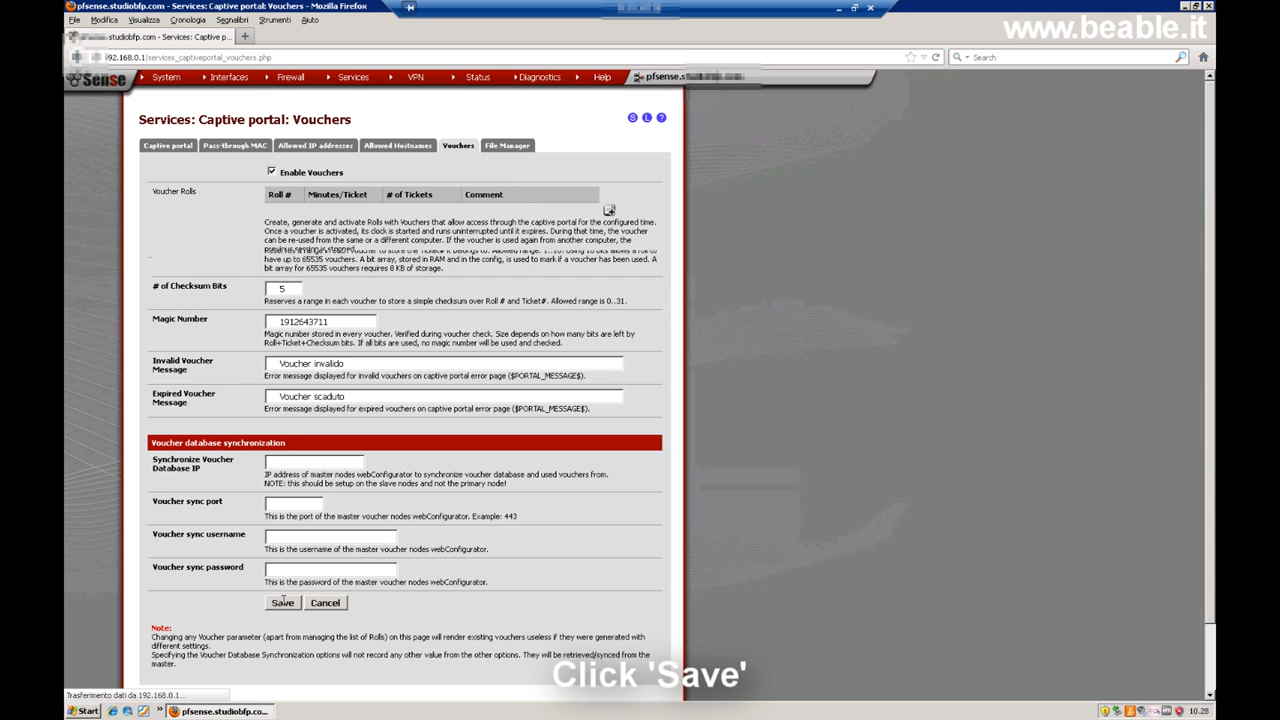 pfsense.studiobfp.com - Services: Captive portal: Vouchers - Mozilla Firefox
File Modifica Visualizza Cronologia Segnalibri Strumenti Aiuto
www.beable.it
studiobfp.com - Services: Captive p... +
192.168.0.1/services_captiveportal_vouchers.php
Search
Sense System Interfaces Firewall Services VPN Status Diagnostics Help
Services: Captive portal: Vouchers
S L ?
Captive portal Pass-through MAC Allowed IP addresses Allowed Hostnames Vouchers File Manager
Enable Vouchers
Voucher Rolls
Roll # Minutes/Ticket # of Tickets Comment
Create, generate and activate Rolls with Vouchers that allow access through the captive portal for the configured time.
Once a voucher is activated, its clock is started and runs uninterrupted until it expires. During that time, the voucher
can be re-used from the same or a different computer. If the voucher is used again from another computer, the
previous session is stopped.
have up to 65535 vouchers. A bit array, stored in RAM and in the config, is used to mark if a voucher has been used. A
bit array for 65535 vouchers requires 8 KB of storage.
# of Checksum Bits
5
Reserves a range in each voucher to store a simple checksum over Roll # and Ticket#. Allowed range is 0..31.
Magic Number
1912643711
Magic number stored in every voucher. Verified during voucher check. Size depends on how many bits are left by
Roll+Ticket+Checksum bits. If all bits are used, no magic number will be used and checked.
Invalid Voucher
Message
Voucher invalido
Error message displayed for invalid vouchers on captive portal error page ($PORTAL_MESSAGE$).
Expired Voucher
Message
Voucher scaduto
Error message displayed for expired vouchers on captive portal error page ($PORTAL_MESSAGE$).
Voucher database synchronization
Synchronize Voucher
Database IP
IP address of master nodes webConfigurator to synchronize voucher database and used vouchers from.
NOTE: this should be setup on the slave nodes and not the primary node!
Voucher sync port
This is the port of the master voucher nodes webConfigurator. Example: 443
Voucher sync username
This is the username of the master voucher nodes webConfigurator.
Voucher sync password
This is the password of the master voucher nodes webConfigurator.
Save Cancel
Note:
Changing any Voucher parameter (apart from managing the list of Rolls) on this page will render existing vouchers useless if they were generated with
different settings.
Specifying the Voucher Database Synchronization options will not record any other value from the other options. They will be retrieved/synced from the
master.
Click 'Save'
Trasferimento dati da 192.168.0.1...
Start pfsense.studiobfp.co... 10.28